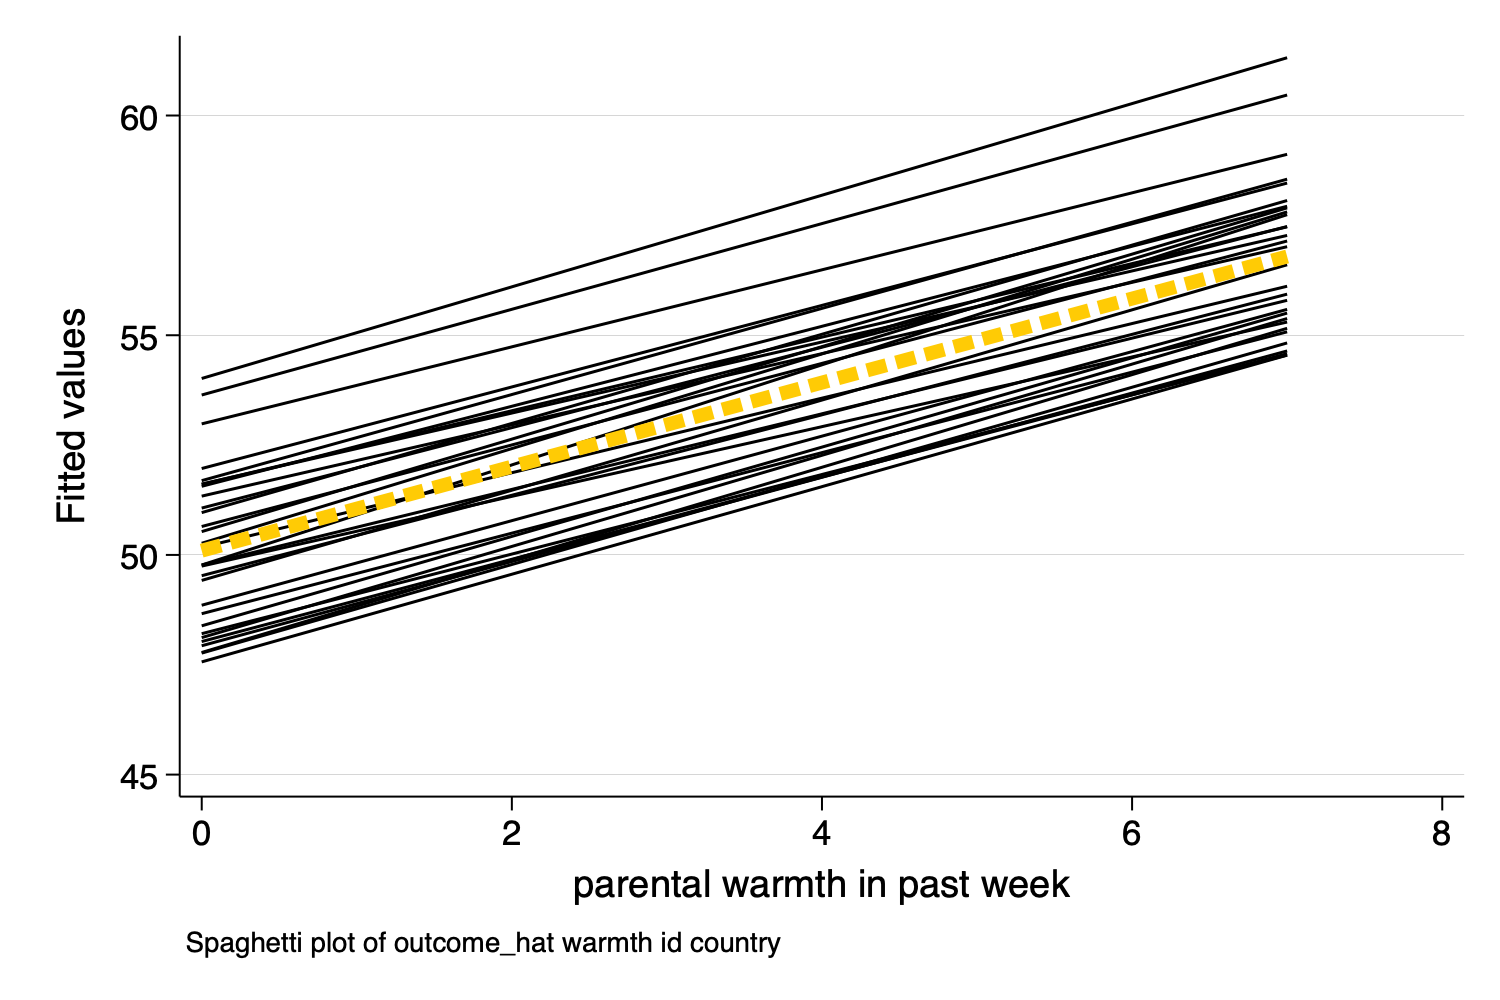 60
55
50
45
Fitted values
0 2 4 6 8
parental warmth in past week
Spaghetti plot of outcome_hat warmth id country